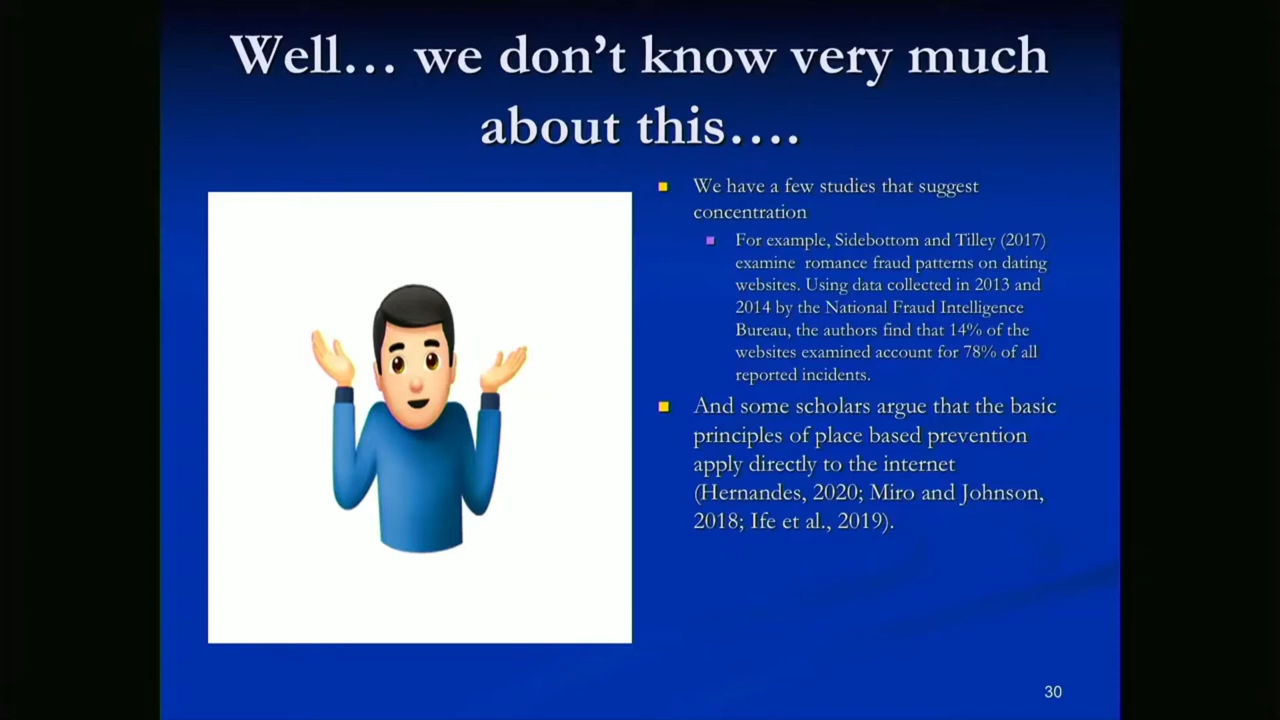 Well… we don’t know very much
about this….
We have a few studies that suggest
concentration
For example, Sidebottom and Tilley (2017)
examine romance fraud patterns on dating
websites. Using data collected in 2013 and
2014 by the National Fraud Intelligence
Bureau, the authors find that 14% of the
websites examined account for 78% of all
reported incidents.
And some scholars argue that the basic
principles of place based prevention
apply directly to the internet
(Hernandes, 2020; Miro and Johnson,
2018; Ife et al., 2019).
30